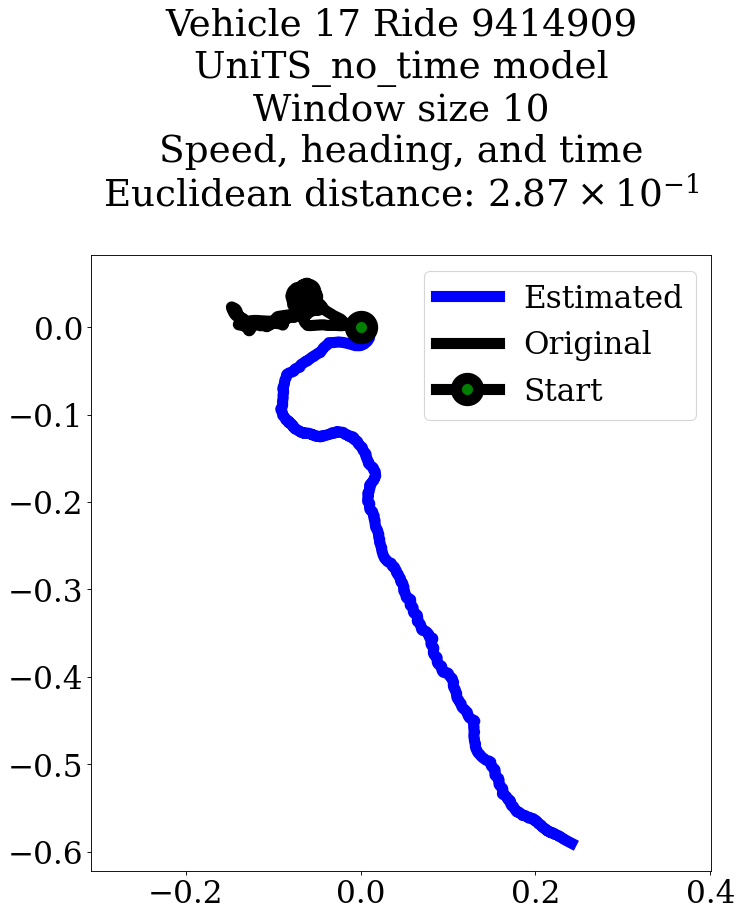 Vehicle 17 Ride 9414909
UniTS_no_time model
Window size 10
Speed, heading, and time
Euclidean distance: 2.87 × 10⁻¹
Estimated
Original
Start
0.0
−0.1
−0.2
−0.3
−0.4
−0.5
−0.6
−0.2 0.0 0.2 0.4